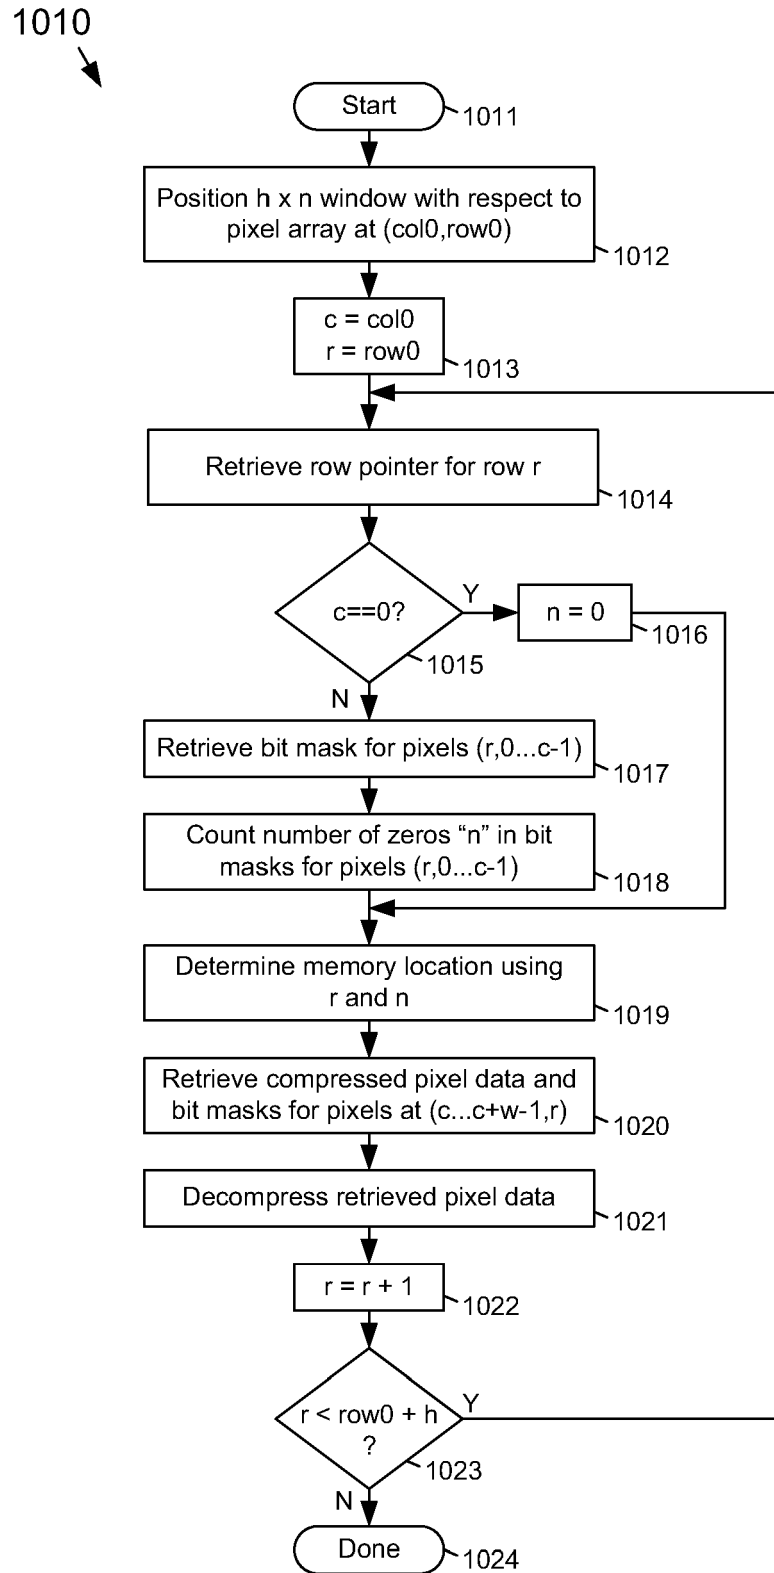 1010
Start
1011
Position h x n window with respect to
pixel array at (col0,row0)
1012
c = col0
r = row0
1013
Retrieve row pointer for row r
1014
c==0?
Y
n = 0
1016
1015
N
Retrieve bit mask for pixels (r,0...c-1)
1017
Count number of zeros “n” in bit
masks for pixels (r,0...c-1)
1018
Determine memory location using
r and n
1019
Retrieve compressed pixel data and
bit masks for pixels at (c...c+w-1,r)
1020
Decompress retrieved pixel data
1021
r = r + 1
1022
r < row0 + h
?
Y
1023
N
Done
1024